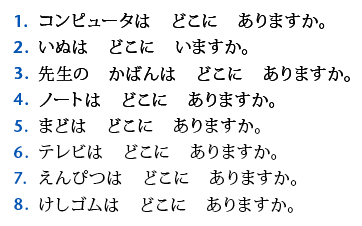 1. コンピュータは　どこに　ありますか。
2. いぬは　どこに　いますか。
3. 先生の　かばんは　どこに　ありますか。
4. ノートは　どこに　ありますか。
5. まどは　どこに　ありますか。
6. テレビは　どこに　ありますか。
7. えんぴつは　どこに　ありますか。
8. けしゴムは　どこに　ありますか。